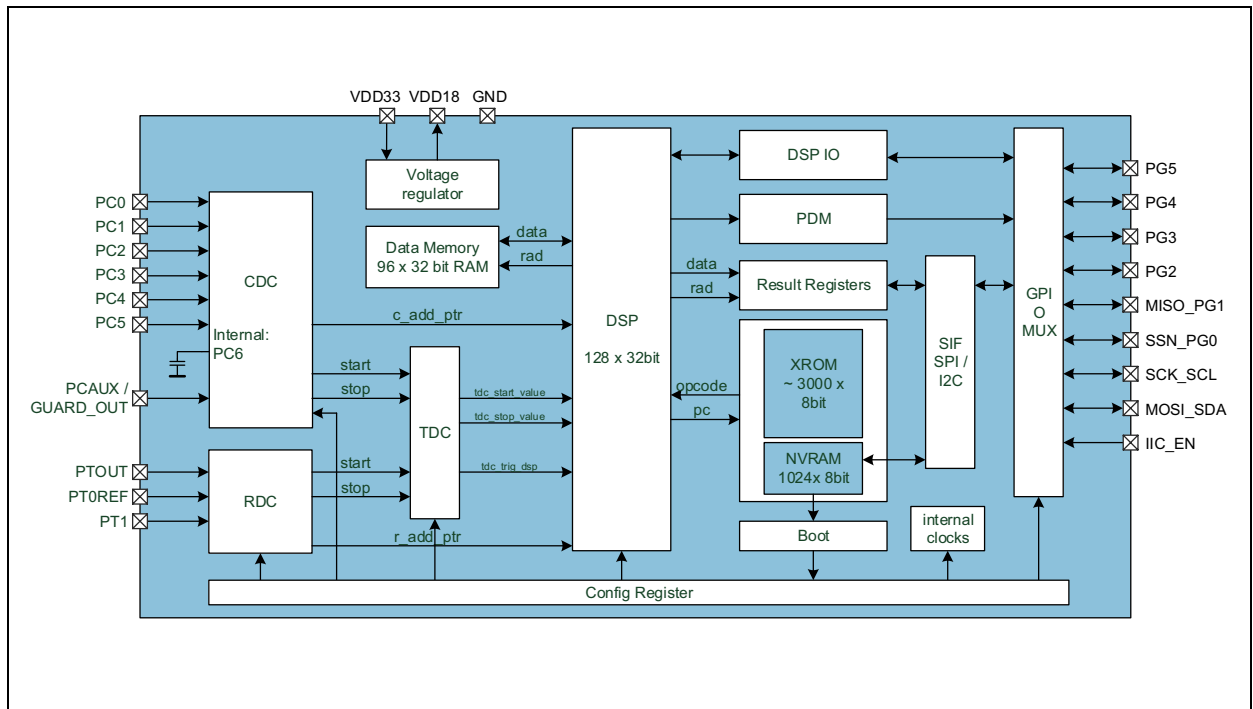 VDD33 VDD18 GND
Voltage
regulator
Data Memory
96 x 32 bit RAM
data
rad
PC0
PC1
PC2
PC3
PC4
PC5
PCAUX /
GUARD_OUT
PTOUT
PT0REF
PT1
CDC
Internal:
PC6
c_add_ptr
start
stop
RDC
start
stop
r_add_ptr
TDC
tdc_start_value
tdc_stop_value
tdc_trig_dsp
DSP
128 x 32bit
DSP IO
PDM
data
rad
Result Registers
opcode
pc
XROM
~ 3000 x
8bit
NVRAM
1024x 8bit
Boot
SIF
SPI /
I2C
internal
clocks
GPI
O
MUX
PG5
PG4
PG3
PG2
MISO_PG1
SSN_PG0
SCK_SCL
MOSI_SDA
IIC_EN
Config Register